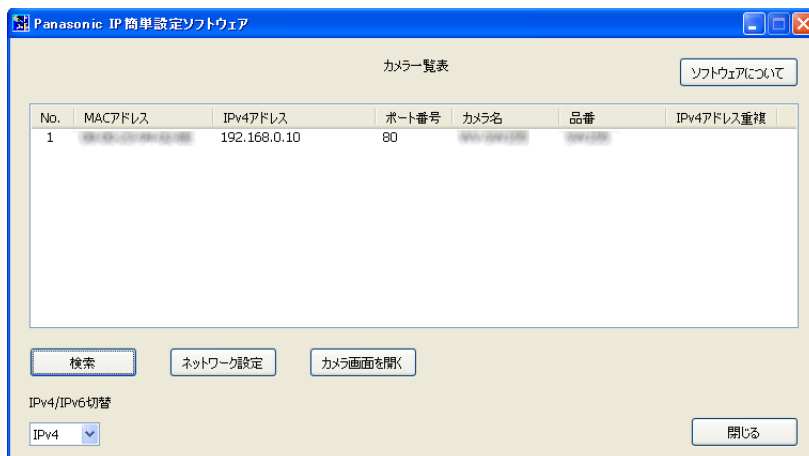 Panasonic IP簡単設定ソフトウェア
カメラ一覧表
ソフトウェアについて
No. MACアドレス IPv4アドレス ポート番号 カメラ名 品番 IPv4アドレス重複
1 192.168.0.10 80
検索 ネットワーク設定 カメラ画面を開く
IPv4/IPv6切替
IPv4
閉じる